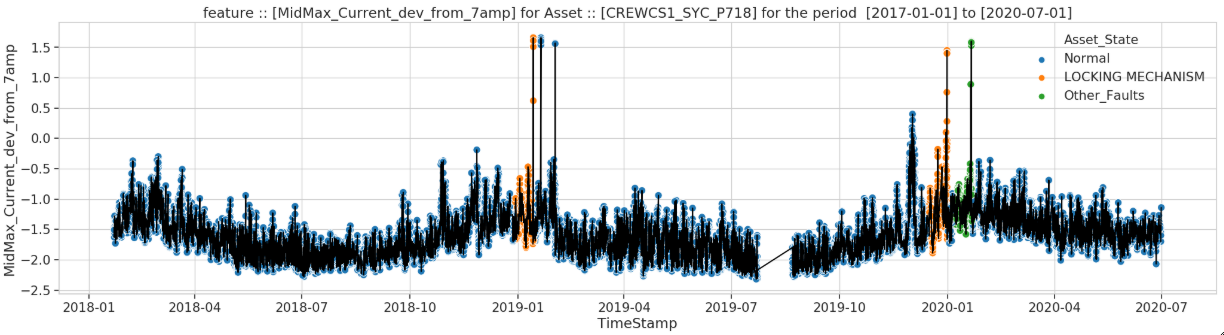 feature :: [MidMax_Current_dev_from_7amp] for Asset :: [CREWCS1_SYC_P718] for the period  [2017-01-01] to [2020-07-01]
MidMax_Current_dev_from_7amp
1.5
1.0
0.5
0.0
−0.5
−1.0
−1.5
−2.0
−2.5
Asset_State
Normal
LOCKING MECHANISM
Other_Faults
2018-01 2018-04 2018-07 2018-10 2019-01 2019-04 2019-07 2019-10 2020-01 2020-04 2020-07
TimeStamp